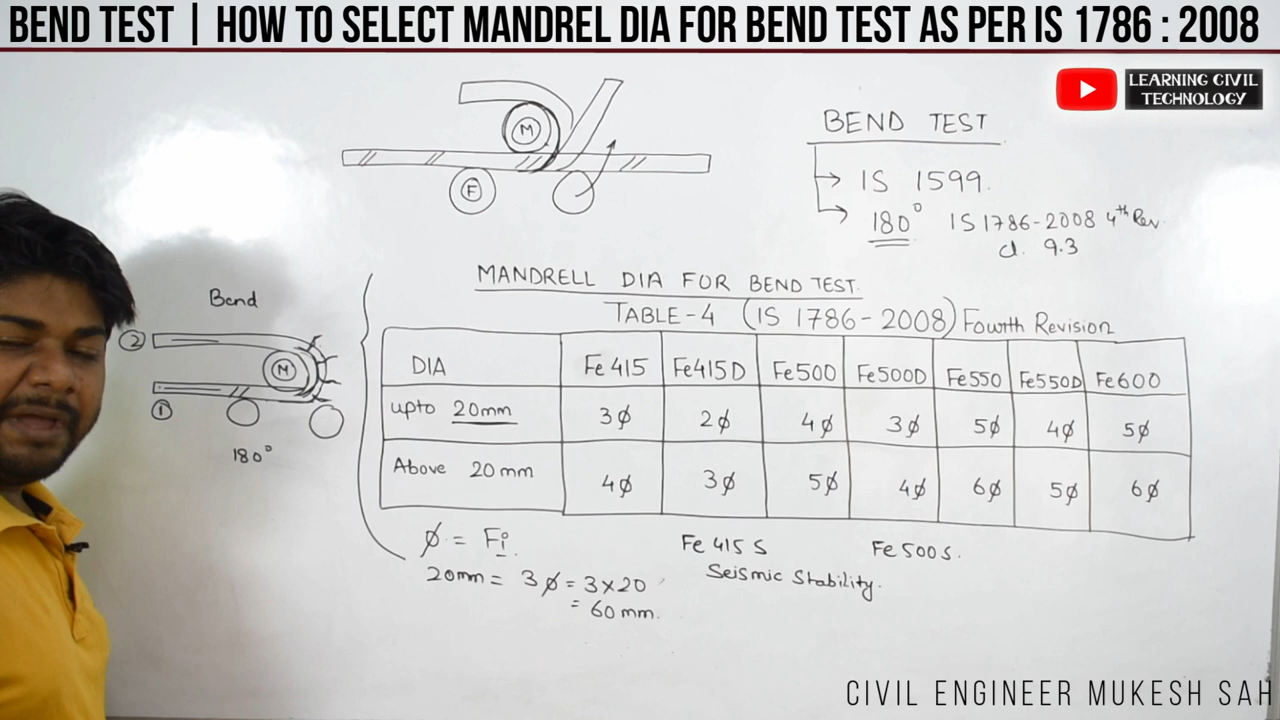 BEND TEST | HOW TO SELECT MANDREL DIA FOR BEND TEST AS PER IS 1786 : 2008
LEARNING CIVIL
TECHNOLOGY
M
F
BEND TEST
→ IS 1599.
→ 180° IS 1786-2008 4th Rev
cl. 9.3
Bend
2
M
1
180°
MANDRELL DIA FOR BEND TEST.
TABLE-4 (IS 1786-2008) Fourth Revision
DIA Fe 415 Fe415D Fe500 Fe500D Fe550 Fe550D Fe600
upto 20mm 3ϕ 2ϕ 4ϕ 3ϕ 5ϕ 4ϕ 5ϕ
Above 20mm 4ϕ 3ϕ 5ϕ 4ϕ 6ϕ 5ϕ 6ϕ
ϕ = Fi.
20mm = 3ϕ = 3×20
= 60mm.
Fe 415 S Fe 500 S.
Seismic Stability.
CIVIL ENGINEER MUKESH SAH